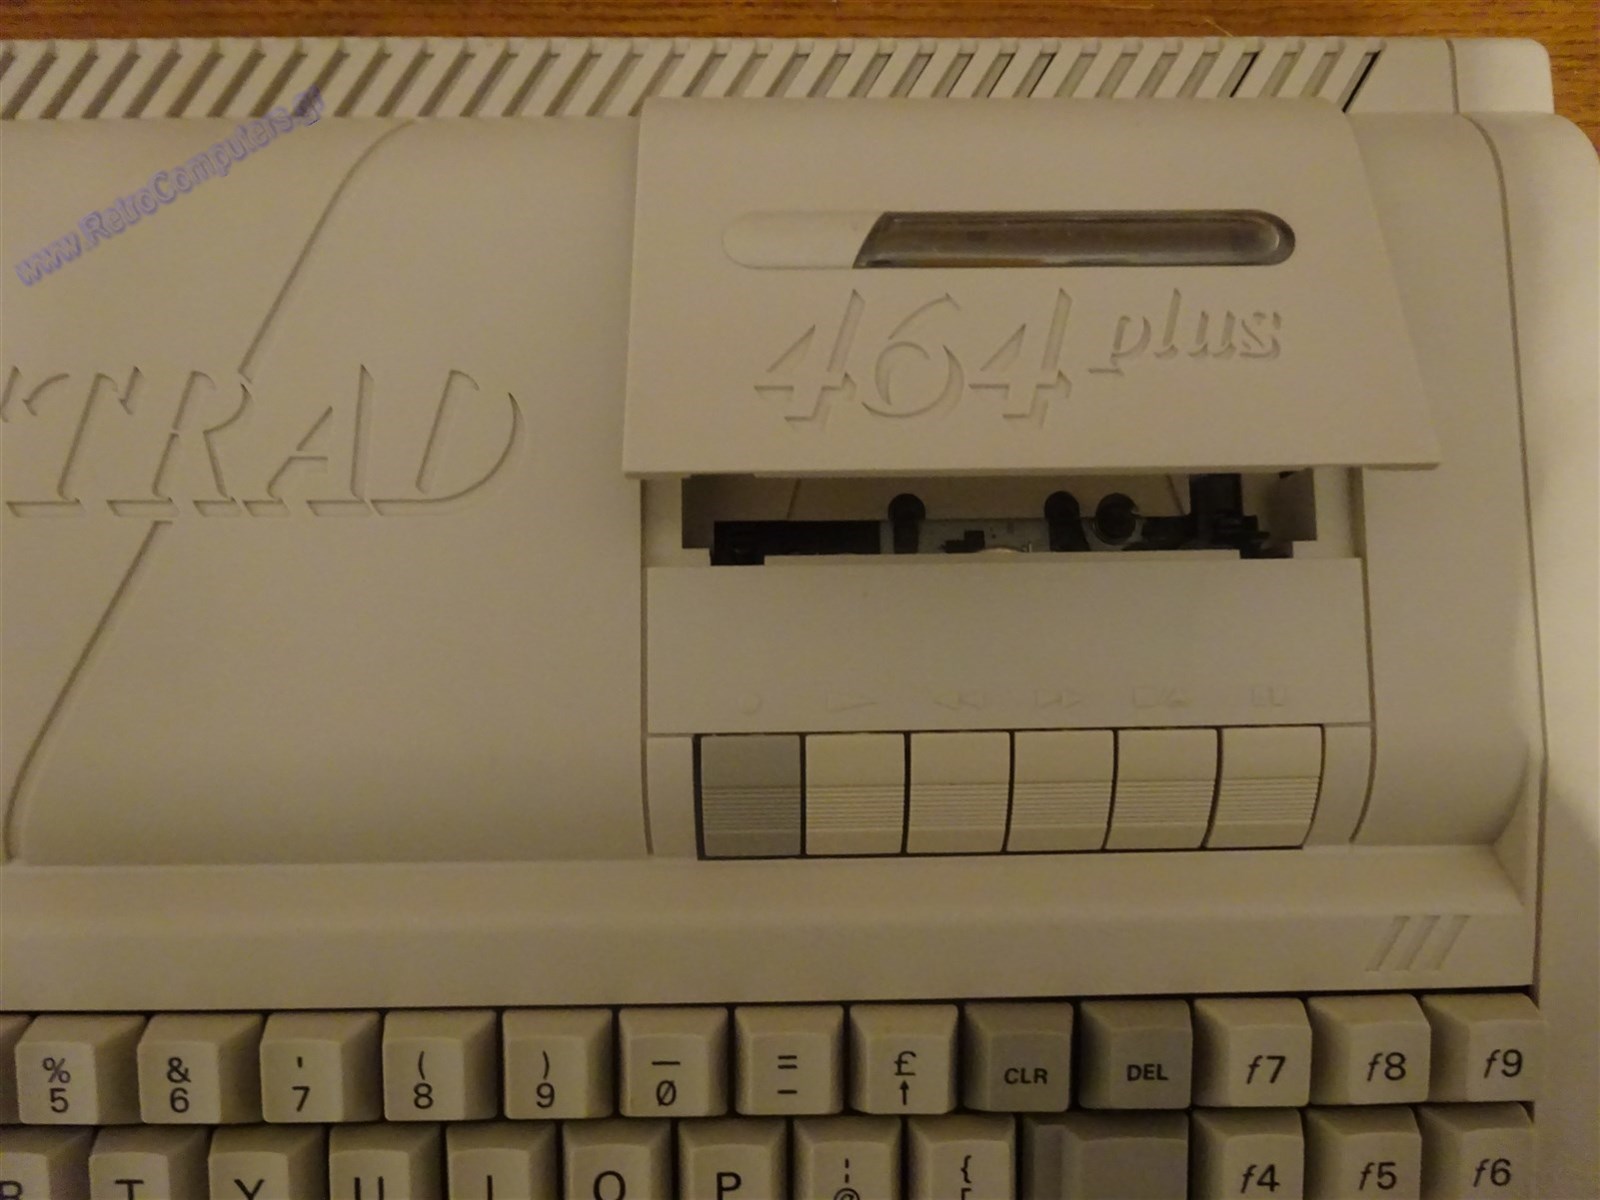 www.RetroComputers.gr
464 plus
TRAD
% & ' ( ) _ = £
5 6 7 8 9 0 - ↑ CLR DEL f7 f8 f9
T Y U I O P ¦ { f4 f5 f6
@ [